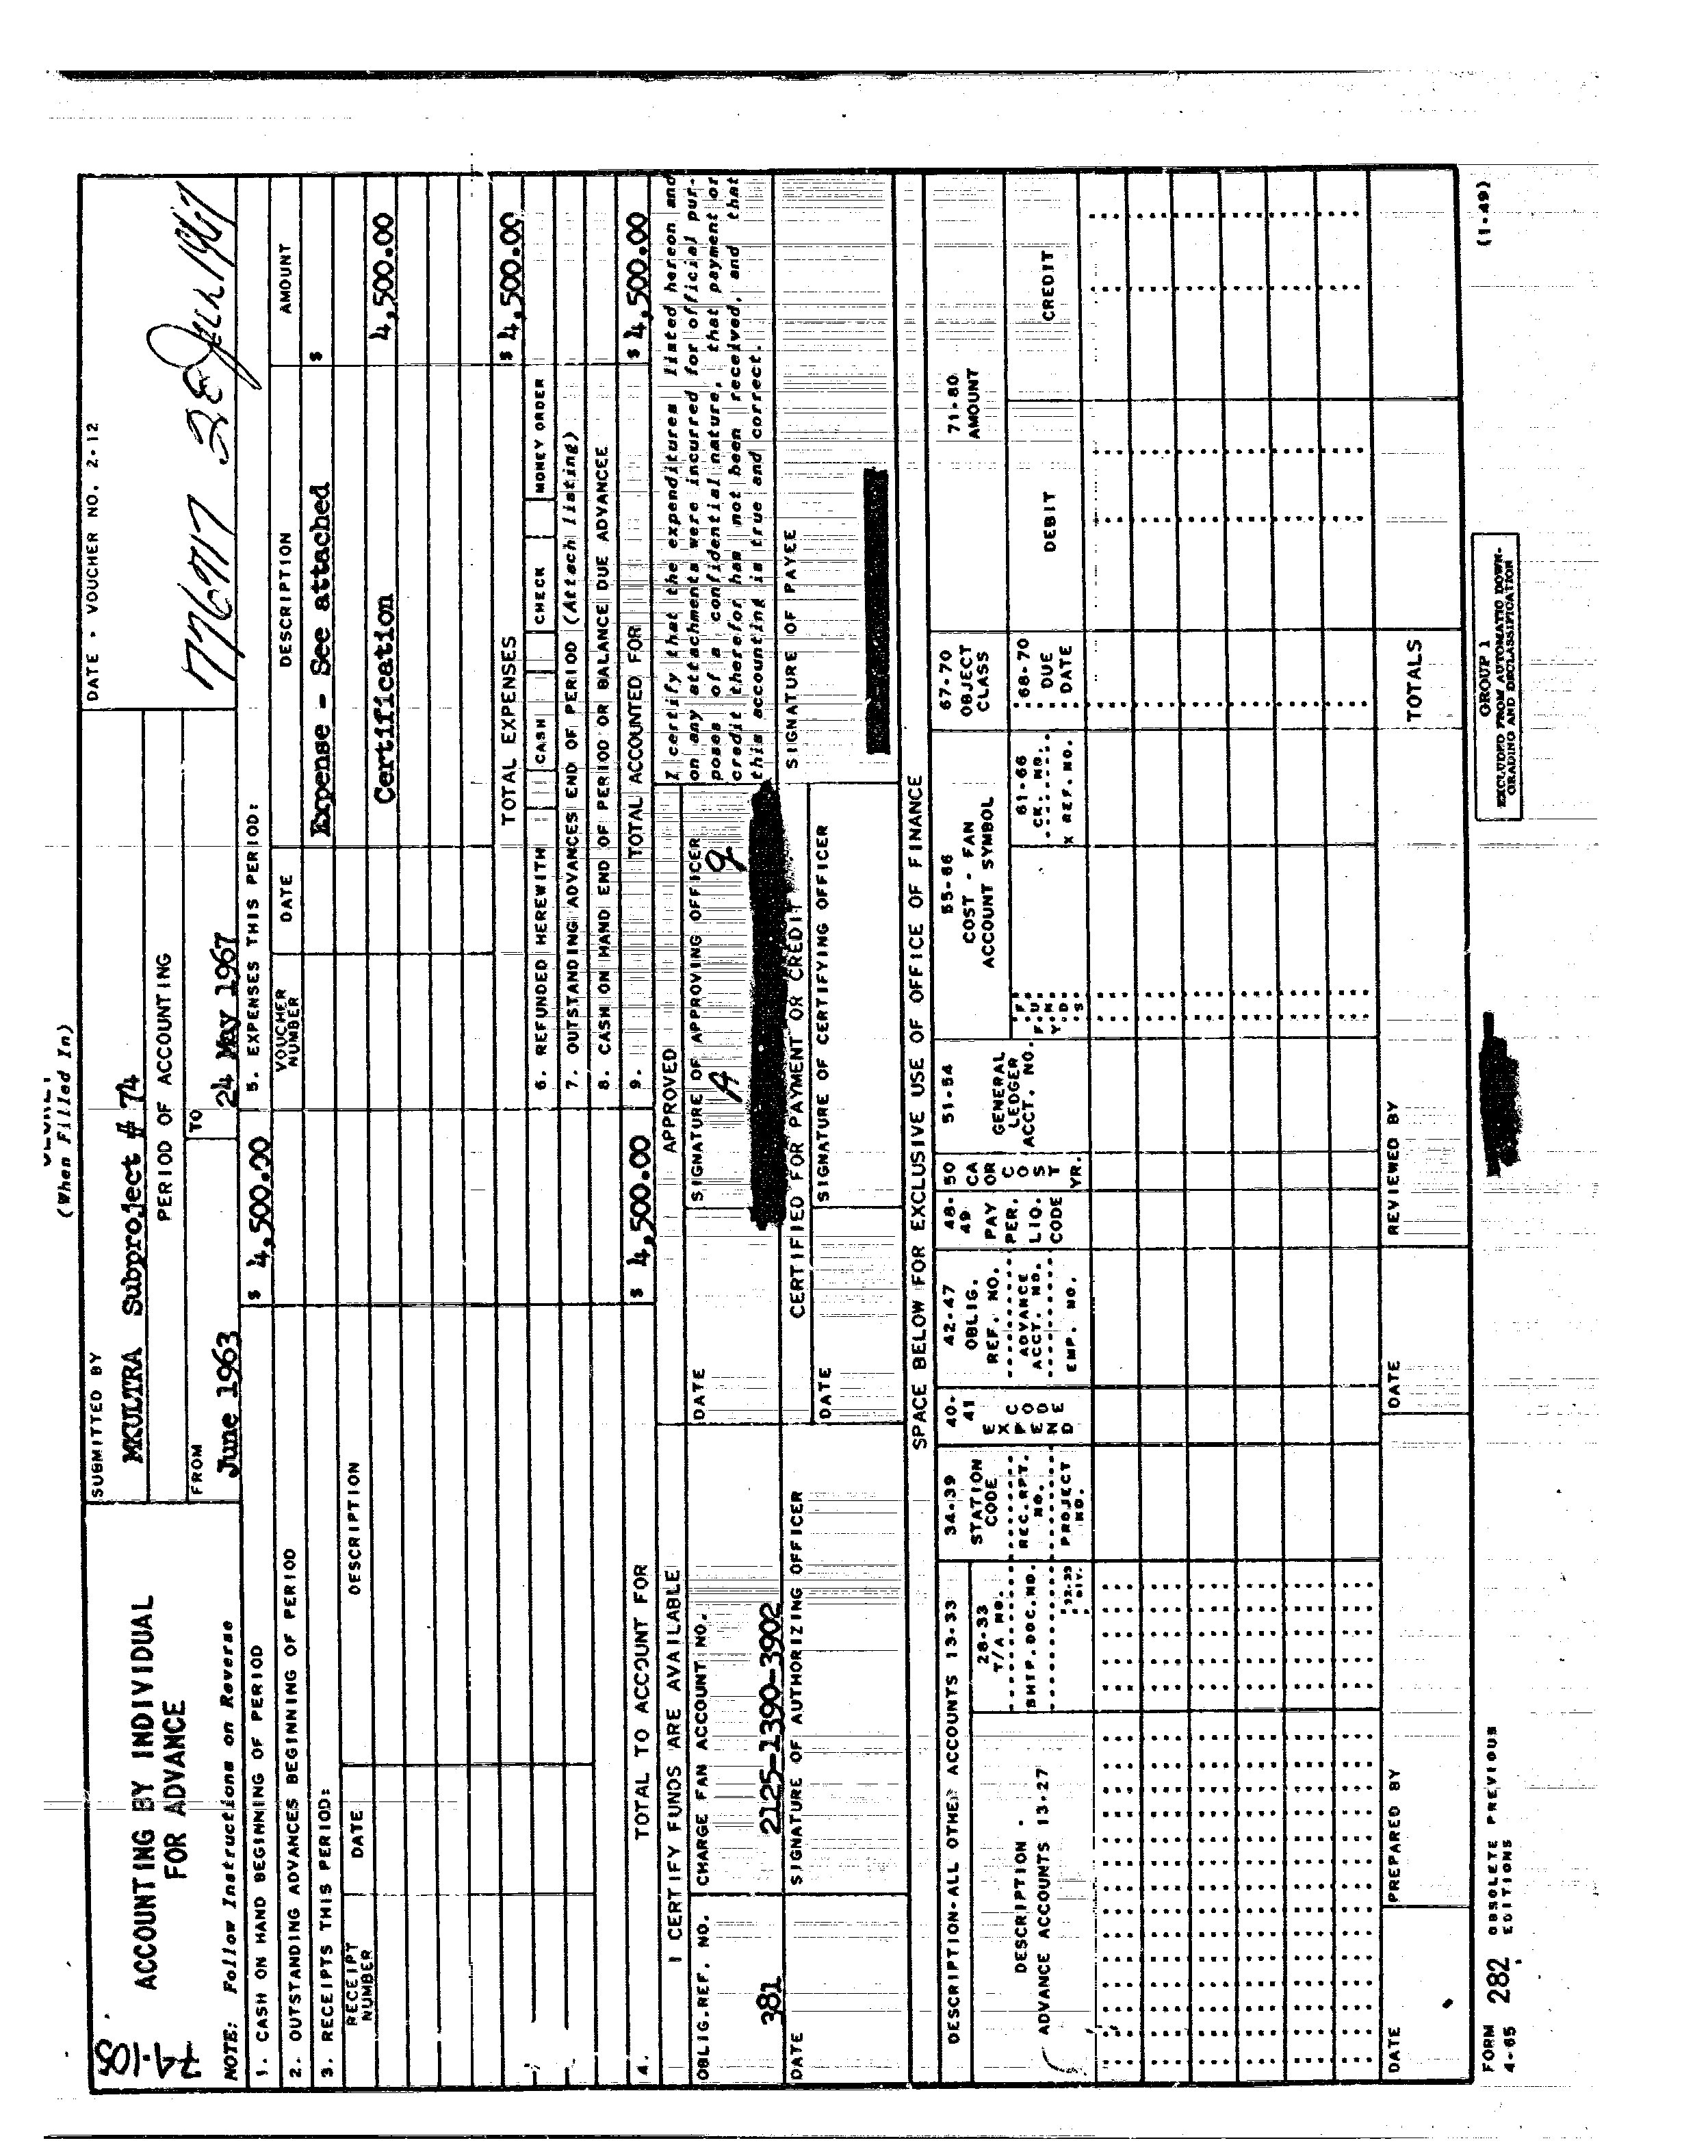 (When Filled In)
74-108
ACCOUNTING BY INDIVIDUAL
FOR ADVANCE
NOTE: Follow Instructions on Reverse
SUBMITTED BY
MKULTRA Subproject # 74
PERIOD OF ACCOUNTING
FROM
June 1963
TO
24 May 1967
DATE - VOUCHER NO. 2-12
1. CASH ON HAND BEGINNING OF PERIOD
$ 4,500.00
2. OUTSTANDING ADVANCES BEGINNING OF PERIOD
3. RECEIPTS THIS PERIOD:
RECEIPT NUMBER
DATE
DESCRIPTION
5. EXPENSES THIS PERIOD:
VOUCHER NUMBER
DATE
DESCRIPTION
AMOUNT
Expense - See attached
$
Certification
4,500.00
TOTAL EXPENSES
$ 4,500.00
6. REFUNDED HEREWITH
CASH
CHECK
MONEY ORDER
7. OUTSTANDING ADVANCES END OF PERIOD (Attach listing)
8. CASH ON HAND END OF PERIOD OR BALANCE DUE ADVANCEE
4. TOTAL TO ACCOUNT FOR
$ 4,500.00
9. TOTAL ACCOUNTED FOR
$ 4,500.00
I CERTIFY FUNDS ARE AVAILABLE
OBLIG.REF. NO.
381
CHARGE FAN ACCOUNT NO.
2125-1390-3902
DATE
SIGNATURE OF AUTHORIZING OFFICER
APPROVED
DATE
SIGNATURE OF APPROVING OFFICER
CERTIFIED FOR PAYMENT OR CREDIT
DATE
SIGNATURE OF CERTIFYING OFFICER
I certify that the expenditures listed hereon and
on any attachments were incurred for official pur-
poses of a confidential nature, that payment or
credit therefor has not been received, and that
this accounting is true and correct.
SIGNATURE OF PAYEE
SPACE BELOW FOR EXCLUSIVE USE OF OFFICE OF FINANCE
DESCRIPTION-ALL OTHER ACCOUNTS 13-33
DESCRIPTION -
ADVANCE ACCOUNTS 13-27
28-33
T/A NO.
SHIP.DOC.NO.
32-33
DIV.
34-39
STATION
CODE
REC.RPT.
NO.
PROJECT
NO.
40-
41
EXPEND
CODE
42-47
OBLIG.
REF. NO.
ADVANCE
ACCT. NO.
EMP. NO.
48-
49
PAY
PER.
LIQ.
CODE
50
CA
OR
COST
YR.
51-54
GENERAL
LEDGER
ACCT. NO.
55-66
COST - FAN
ACCOUNT SYMBOL
61-66
CK. NO.
X REF. NO.
67-70
OBJECT
CLASS
68-70
DUE
DATE
71-80
AMOUNT
DEBIT
CREDIT
TOTALS
DATE
PREPARED BY
DATE
REVIEWED BY
FORM
4-65
282
OBSOLETE PREVIOUS
EDITIONS
GROUP 1
EXCLUDED FROM AUTOMATIC DOWN-
GRADING AND DECLASSIFICATION
(1-49)